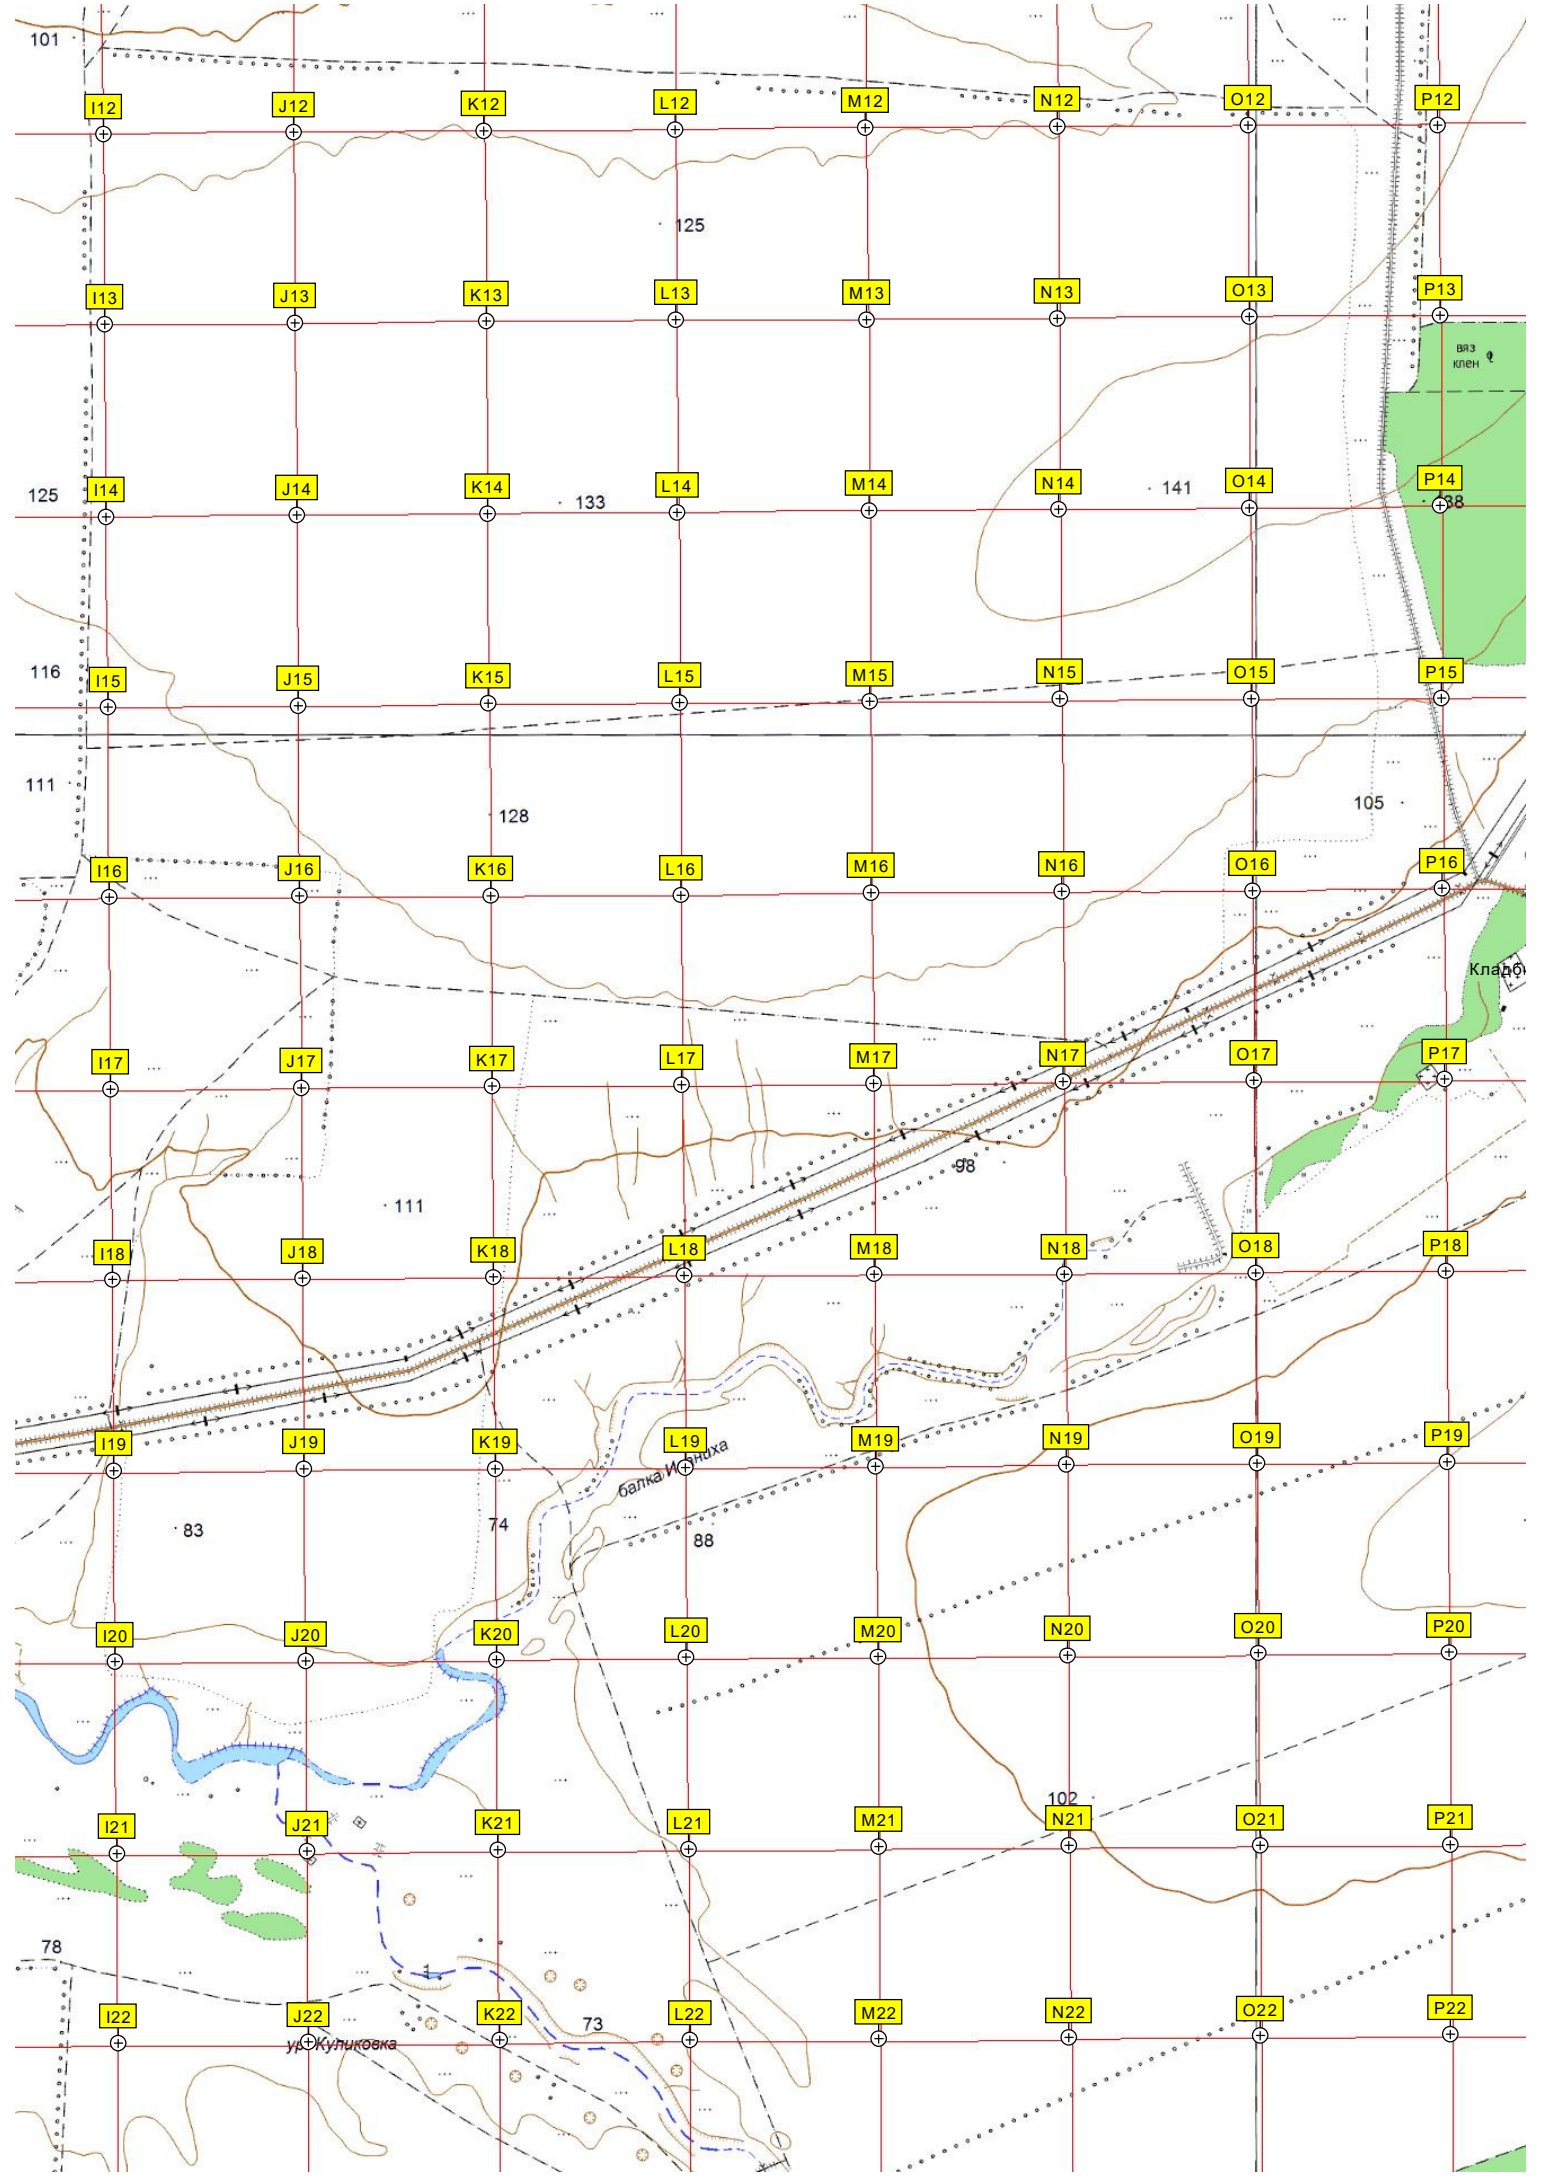 101
I12 J12 K12 L12 M12 N12 O12 P12
125
I13 J13 K13 L13 M13 N13 O13 P13
вяз
клен
125 I14 J14 K14 133 L14 M14 N14 141 O14 P14
38
116 I15 J15 K15 L15 M15 N15 O15 P15
111 128 105
I16 J16 K16 L16 M16 N16 O16 P16
I17 J17 K17 L17 M17 N17 O17 P17
98
111
I18 J18 K18 L18 M18 N18 O18 P18
I19 J19 K19 L19 M19 N19 O19 P19
балка
83 74 88
I20 J20 K20 L20 M20 N20 O20 P20
102
I21 J21 K21 L21 M21 N21 O21 P21
78
I22 J22 K22 73 L22 M22 N22 O22 P22
ур. Куликовка